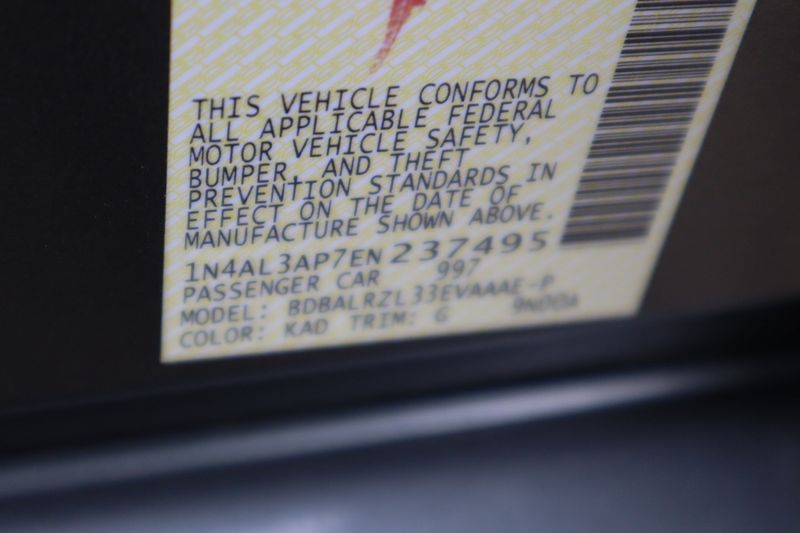 THIS VEHICLE CONFORMS TO
ALL APPLICABLE FEDERAL
MOTOR VEHICLE SAFETY,
BUMPER, AND THEFT
PREVENTION STANDARDS IN
EFFECT ON THE DATE OF
MANUFACTURE SHOWN ABOVE.
1N4AL3AP7EN237495
PASSENGER CAR 997
MODEL: BDBALRZL33EVAAAE-P
COLOR: KAD TRIM: G 9N00A